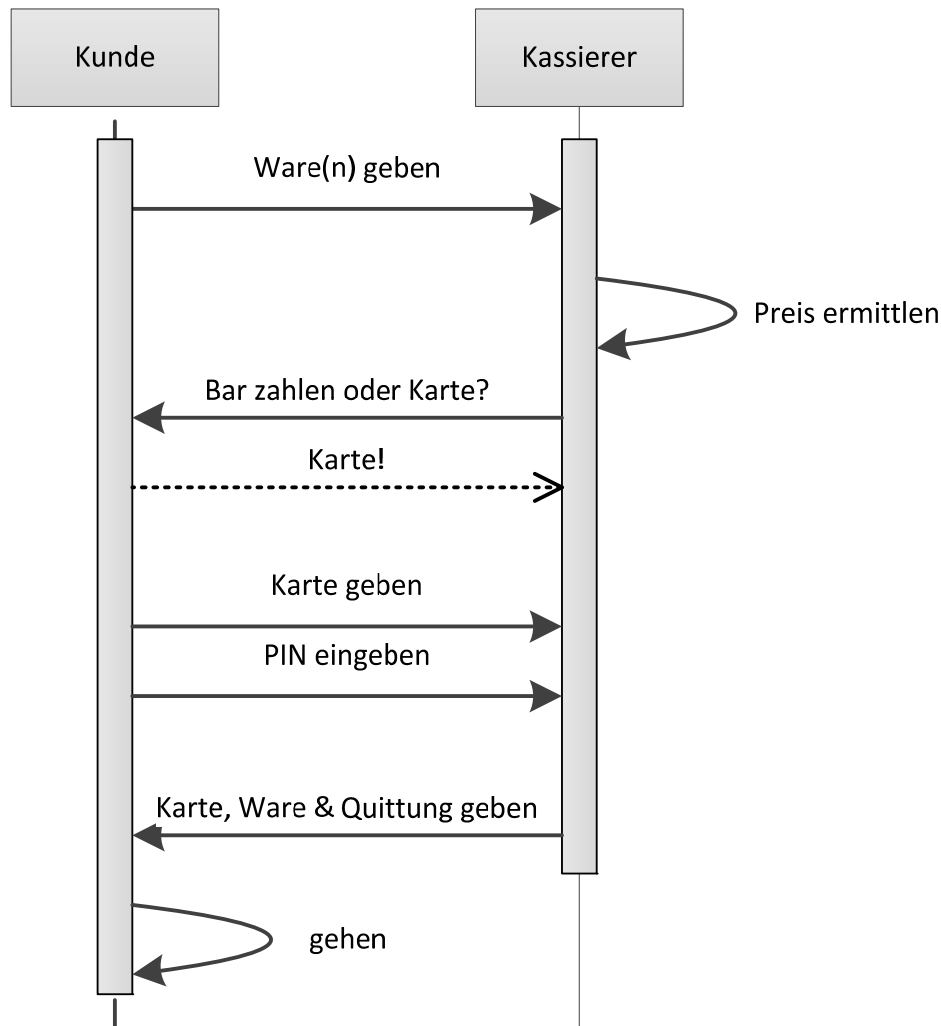 Kunde
Kassierer
Ware(n) geben
Preis ermittlen
Bar zahlen oder Karte?
Karte!
Karte geben
PIN eingeben
Karte, Ware & Quittung geben
gehen